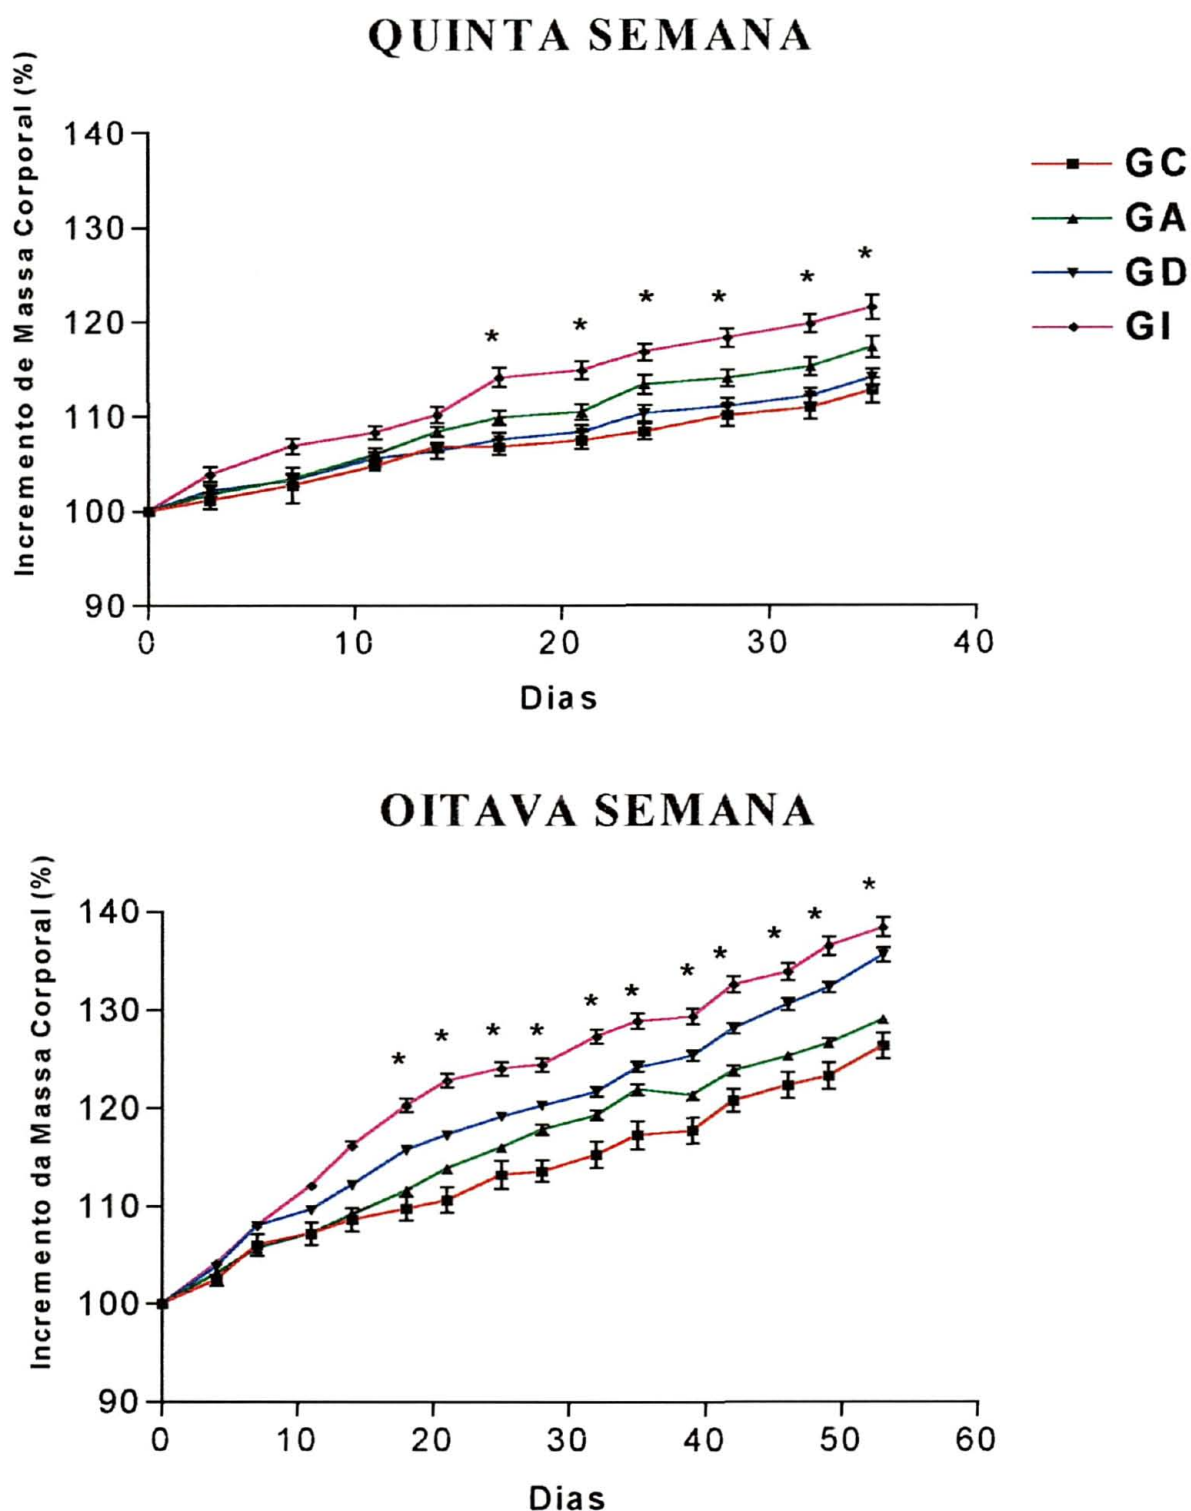 QUINTA SEMANA
Incremento de Massa Corporal (%)
140
130
120
110
100
90
* * * * * *
0 10 20 30 40
Dias
GC
GA
GD
GI
OITAVA SEMANA
Incremento da Massa Corporal (%)
140
130
120
110
100
90
* * * * * * * * * * *
0 10 20 30 40 50 60
Dias